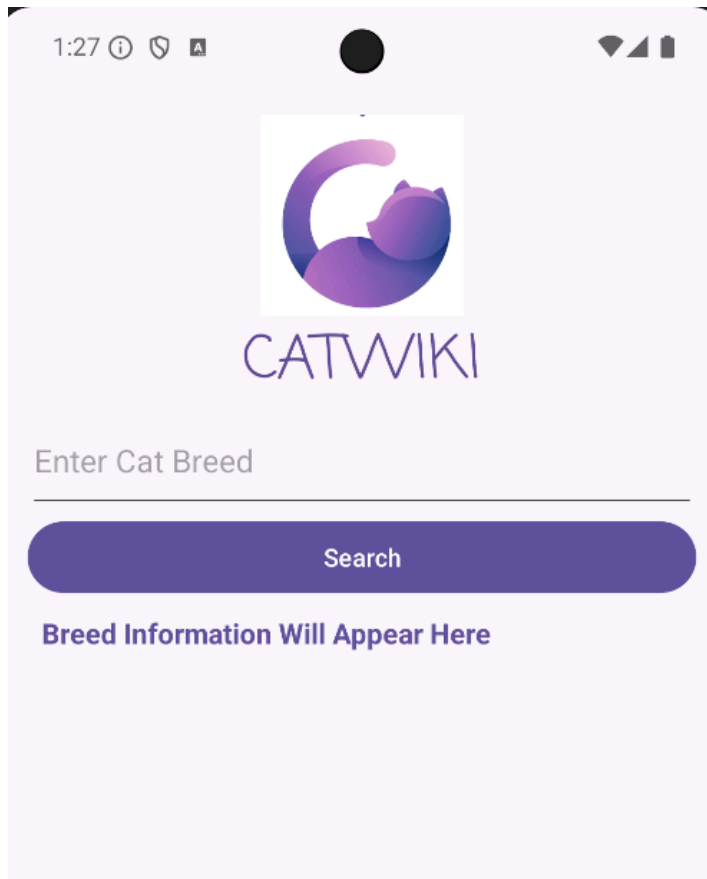 1:27
CATWIKI
Enter Cat Breed
Search
Breed Information Will Appear Here